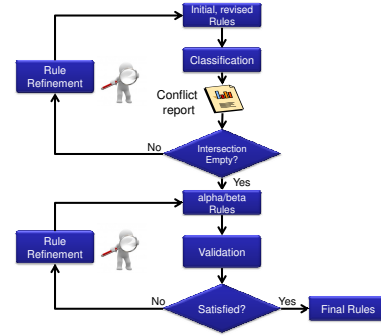 Initial, revised
Rules
Classification
Rule
Refinement
Conflict
report
No
Intersection
Empty?
Yes
alpha/beta
Rules
Rule
Refinement
Validation
No
Satisfied?
Yes
Final Rules